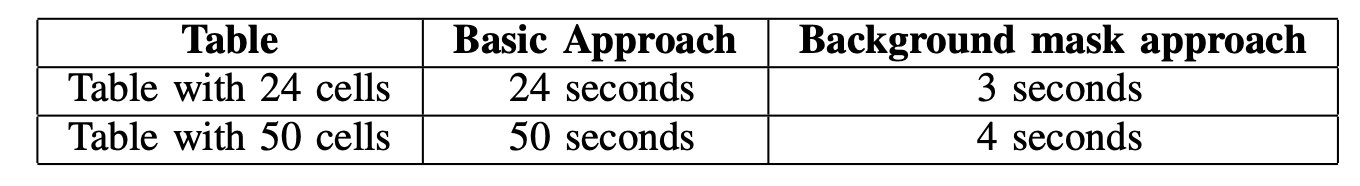 Table Basic Approach Background mask approach
Table with 24 cells 24 seconds 3 seconds
Table with 50 cells 50 seconds 4 seconds